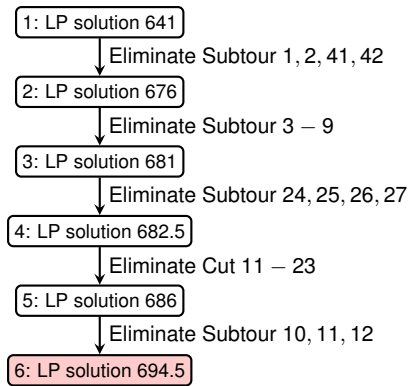 1: LP solution 641
Eliminate Subtour 1, 2, 41, 42
2: LP solution 676
Eliminate Subtour 3 − 9
3: LP solution 681
Eliminate Subtour 24, 25, 26, 27
4: LP solution 682.5
Eliminate Cut 11 − 23
5: LP solution 686
Eliminate Subtour 10, 11, 12
6: LP solution 694.5